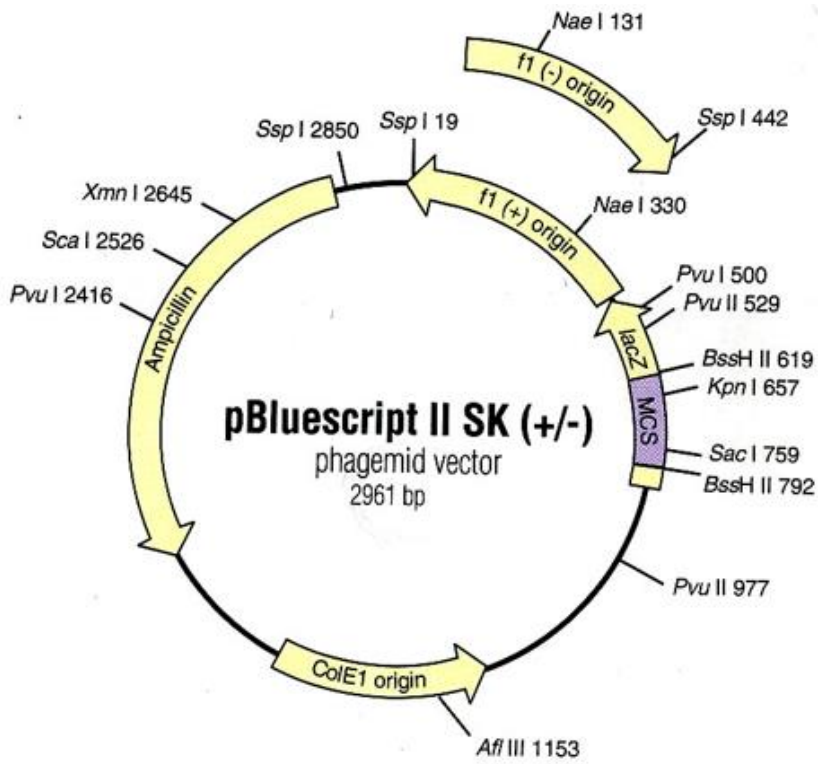 Nae I 131
f1 (-) origin
Ssp I 442
Ssp I 2850
Ssp I 19
Xmn I 2645
f1 (+) origin
Nae I 330
Sca I 2526
Pvu I 2416
Pvu I 500
Pvu II 529
Ampicillin
lacZ
BssH II 619
Kpn I 657
MCS
pBluescript II SK (+/-)
phagemid vector
2961 bp
Sac I 759
BssH II 792
Pvu II 977
ColE1 origin
Afl III 1153